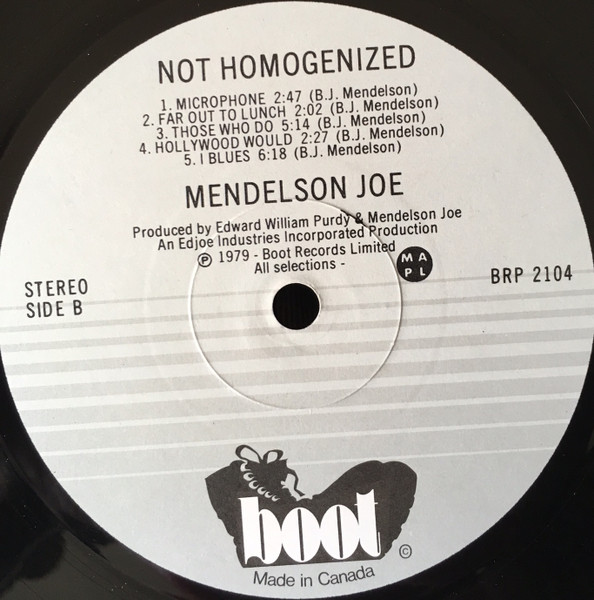 NOT HOMOGENIZED
1. MICROPHONE 2:47 (B.J. Mendelson)
2. FAR OUT TO LUNCH 2:02 (B.J. Mendelson)
3. THOSE WHO DO 5:14 (B.J. Mendelson)
4. HOLLYWOOD WOULD 2:27 (B.J. Mendelson)
5. I BLUES 6:18 (B.J. Mendelson)
MENDELSON JOE
Produced by Edward William Purdy & Mendelson Joe
An Edjoe Industries Incorporated Production
℗ 1979 - Boot Records Limited
All selections -
M A
P L
STEREO
SIDE B
BRP 2104
boot
©
Made in Canada